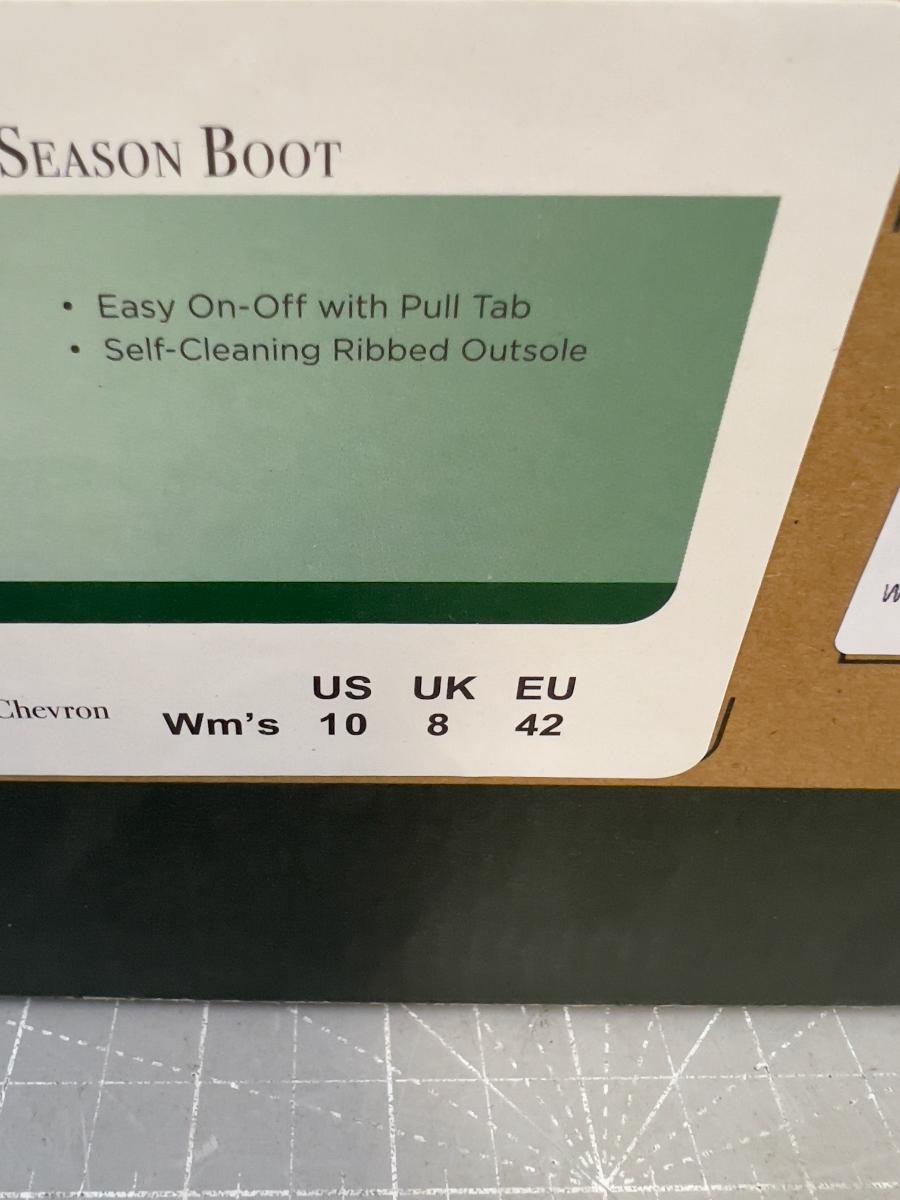 SEASON BOOT
• Easy On-Off with Pull Tab
• Self-Cleaning Ribbed Outsole
US UK EU
Chevron Wm's 10 8 42